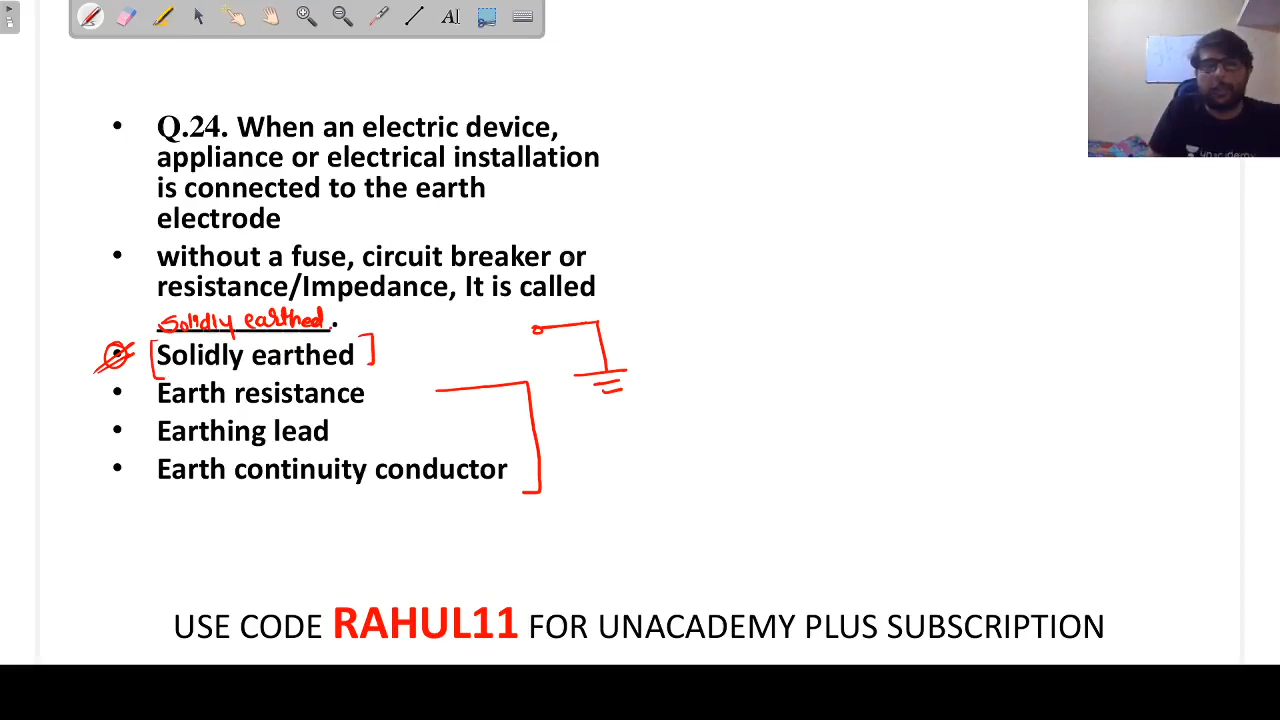 • Q.24. When an electric device,
appliance or electrical installation
is connected to the earth
electrode
• without a fuse, circuit breaker or
resistance/Impedance, It is called
Solidly earthed.
• [Solidly earthed]
• Earth resistance
• Earthing lead
• Earth continuity conductor
USE CODE RAHUL11 FOR UNACADEMY PLUS SUBSCRIPTION
unacademy